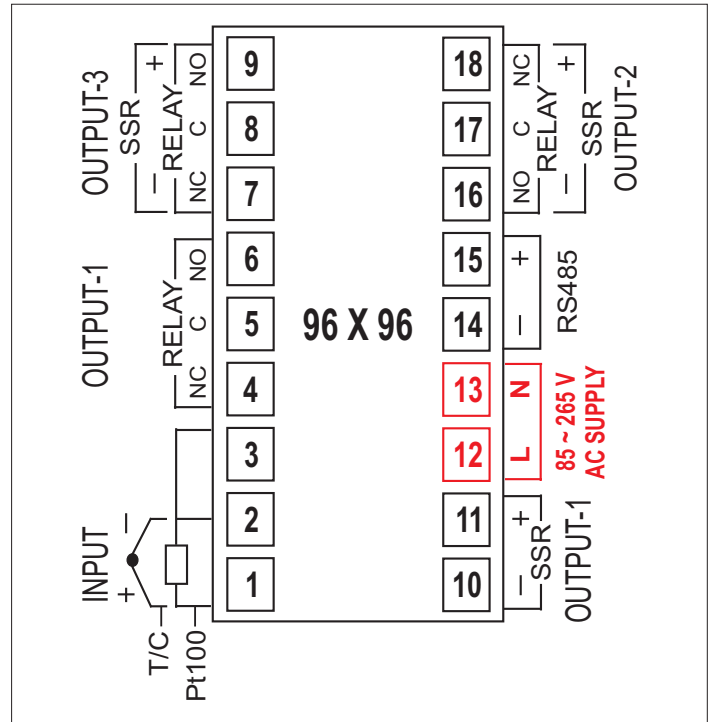 OUTPUT-3
SSR
− +
RELAY
NC C NO
OUTPUT-1
RELAY
NC C NO
INPUT
+ −
T/C
Pt100
9
8
7
6
5
4
3
2
1
96 X 96
18
17
16
15
14
13
12
11
10
NO C NC
RELAY
− +
SSR
OUTPUT-2
− +
RS485
L N
85 ~ 265 V
AC SUPPLY
− +
SSR
OUTPUT-1